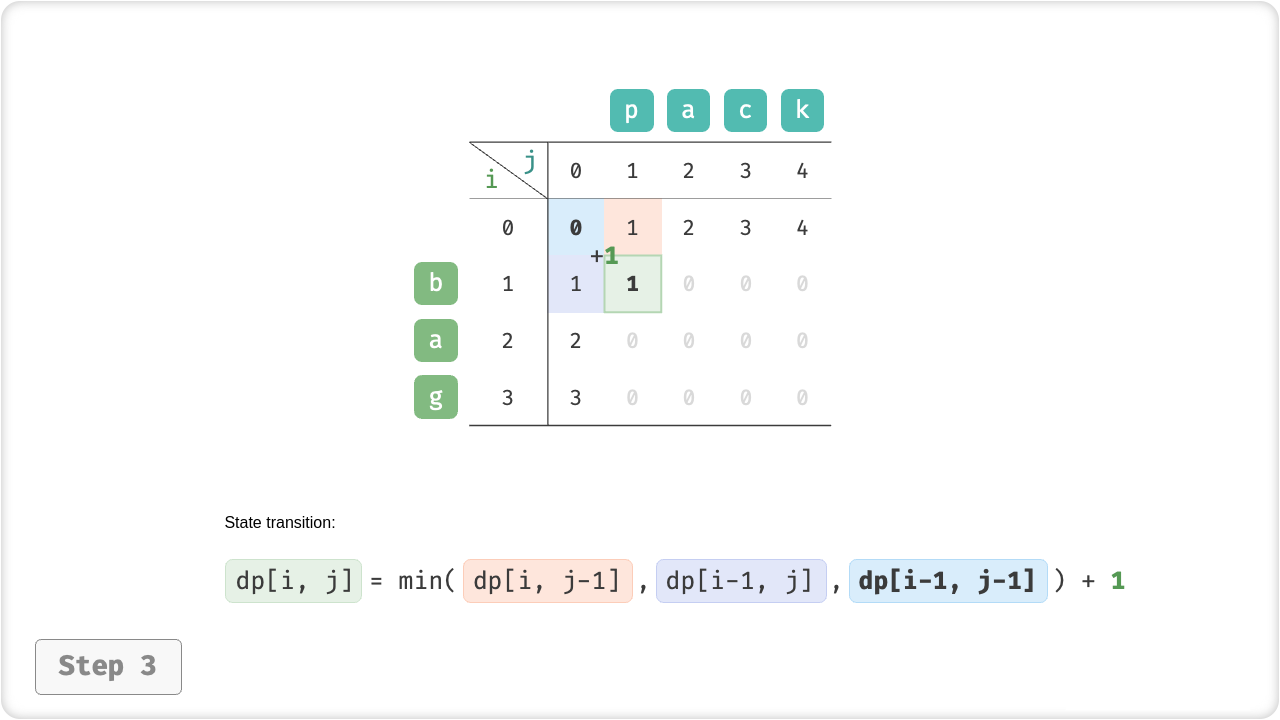 p a c k
j
i
0 1 2 3 4
0 0 1 2 3 4
+1
b 1 1 1 0 0 0
a 2 2 0 0 0 0
g 3 3 0 0 0 0
State transition:
dp[i, j] = min( dp[i, j-1] , dp[i-1, j] , dp[i-1, j-1] ) + 1
Step 3